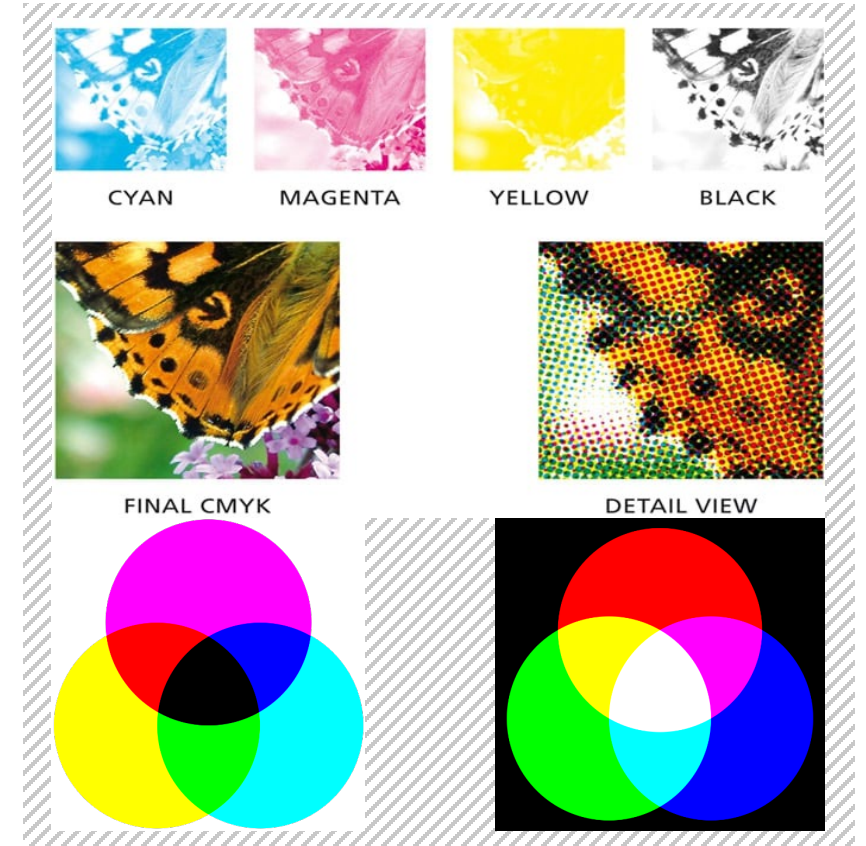 CYAN
MAGENTA
YELLOW
BLACK
FINAL CMYK
DETAIL VIEW